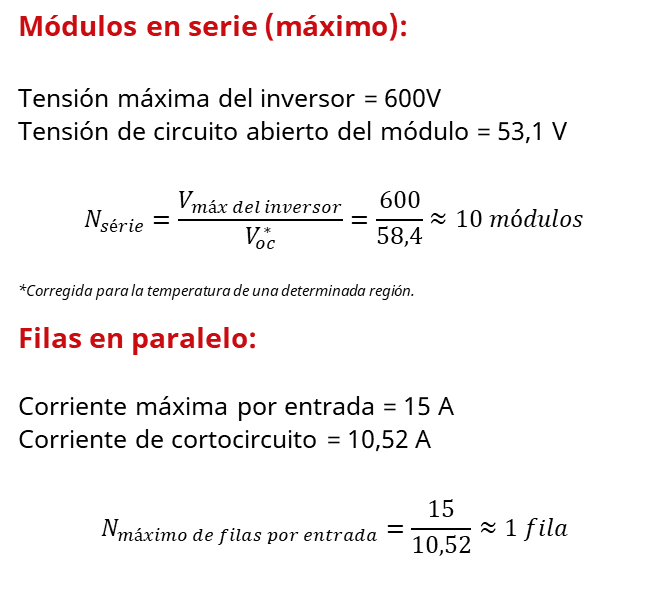 Módulos en serie (máximo):
Tensión máxima del inversor = 600V
Tensión de circuito abierto del módulo = 53,1 V
N_série = V_máx del inversor / V_oc* = 600 / 58,4 ≈ 10 módulos
*Corregida para la temperatura de una determinada región.
Filas en paralelo:
Corriente máxima por entrada = 15 A
Corriente de cortocircuito = 10,52 A
N_máximo de filas por entrada = 15 / 10,52 ≈ 1 fila